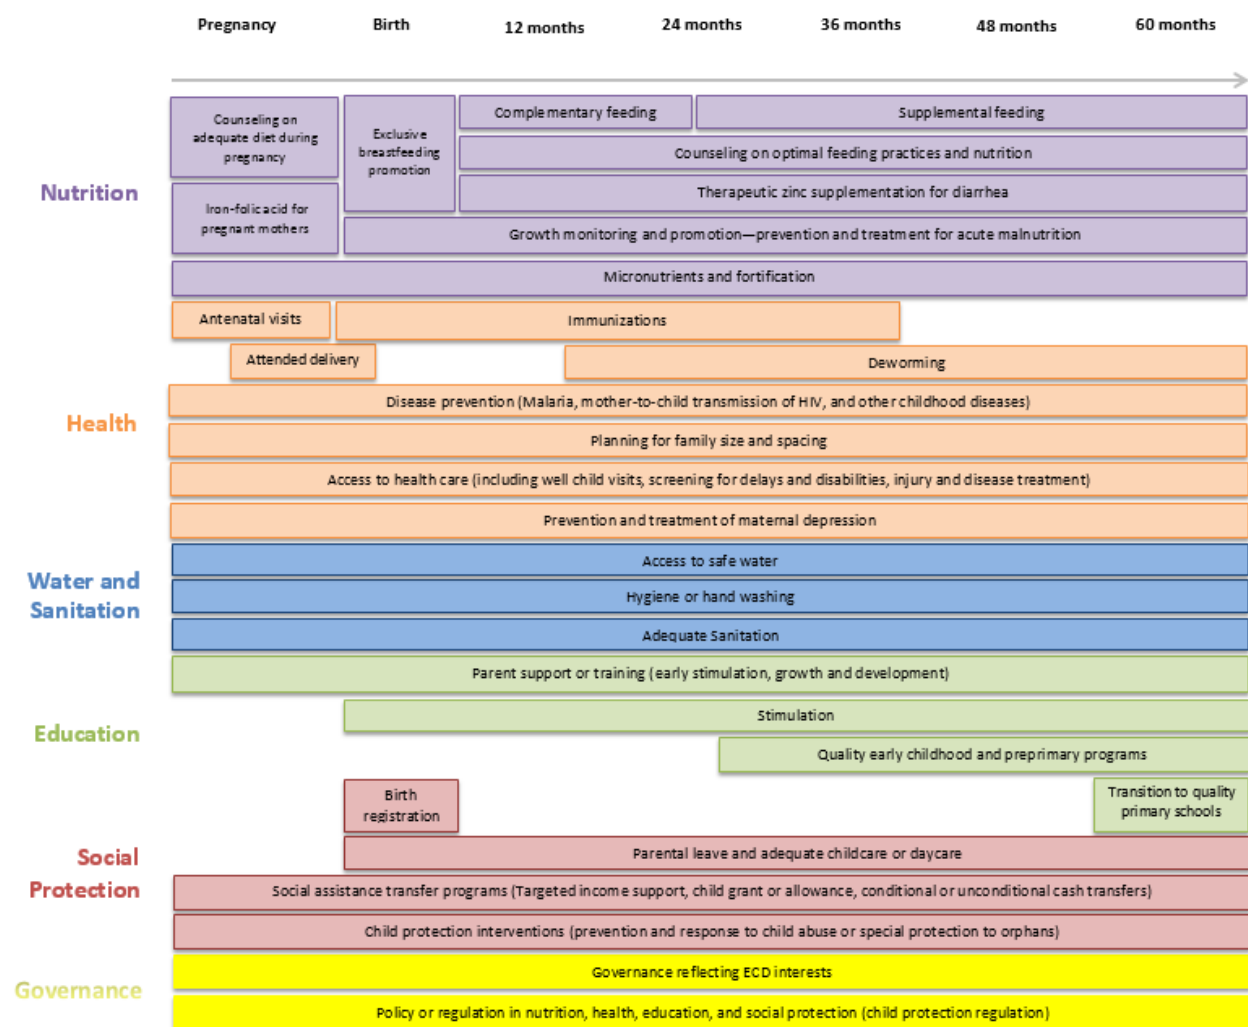 Pregnancy
Birth
12 months
24 months
36 months
48 months
60 months
Nutrition
Counseling on
adequate diet during
pregnancy
Exclusive
breastfeeding
promotion
Complementary feeding
Supplemental feeding
Counseling on optimal feeding practices and nutrition
Therapeutic zinc supplementation for diarrhea
Iron-folic acid for
pregnant mothers
Growth monitoring and promotion—prevention and treatment for acute malnutrition
Micronutrients and fortification
Health
Antenatal visits
Immunizations
Attended delivery
Deworming
Disease prevention (Malaria, mother-to-child transmission of HIV, and other childhood diseases)
Planning for family size and spacing
Access to health care (including well child visits, screening for delays and disabilities, injury and disease treatment)
Prevention and treatment of maternal depression
Water and
Sanitation
Access to safe water
Hygiene or hand washing
Adequate Sanitation
Education
Parent support or training (early stimulation, growth and development)
Stimulation
Quality early childhood and preprimary programs
Transition to quality
primary schools
Social
Protection
Birth
registration
Parental leave and adequate childcare or daycare
Social assistance transfer programs (Targeted income support, child grant or allowance, conditional or unconditional cash transfers)
Child protection interventions (prevention and response to child abuse or special protection to orphans)
Governance
Governance reflecting ECD interests
Policy or regulation in nutrition, health, education, and social protection (child protection regulation)